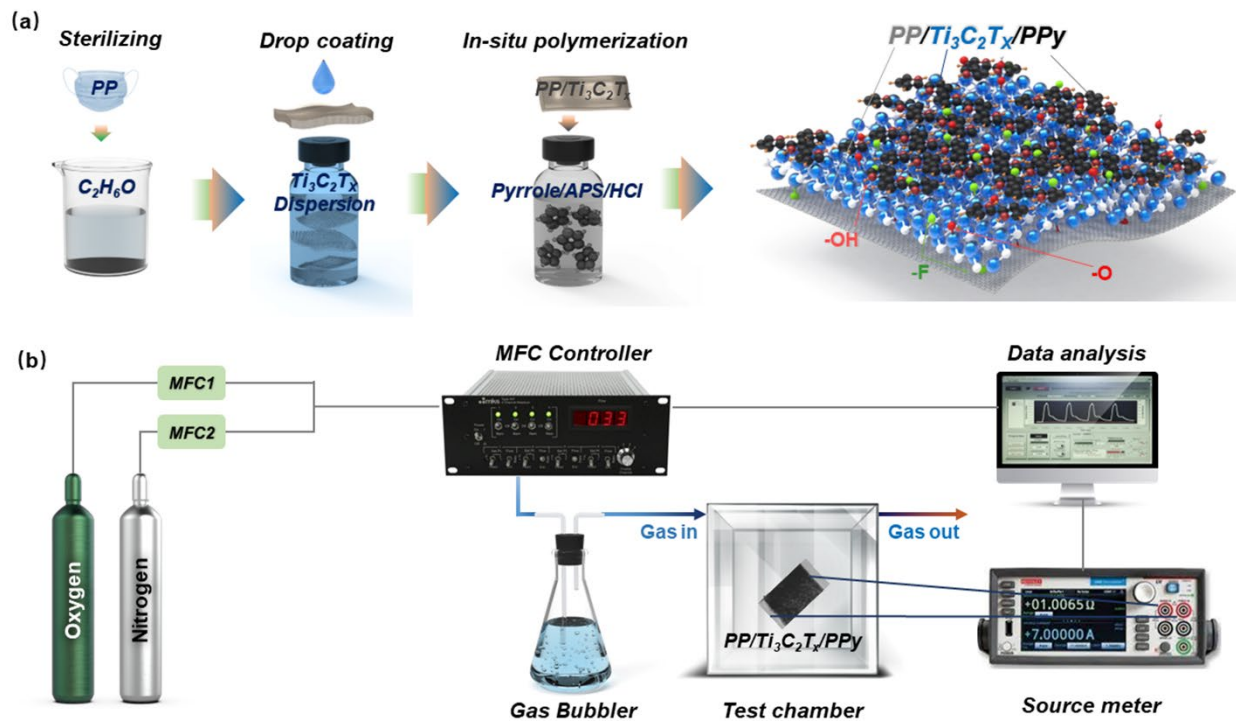 (a)
Sterilizing
Drop coating
In-situ polymerization
PP/Ti₃C₂Tₓ/PPy
PP
PP/Ti₃C₂Tₓ
C₂H₆O
Ti₃C₂Tₓ
Dispersion
Pyrrole/APS/HCl
-OH
-F
-O
(b)
MFC Controller
Data analysis
MFC1
MFC2
mks
033
Oxygen
Nitrogen
Gas in
Gas out
PP/Ti₃C₂Tₓ/PPy
+01.0065 Ω
+7.00000 A
Gas Bubbler
Test chamber
Source meter